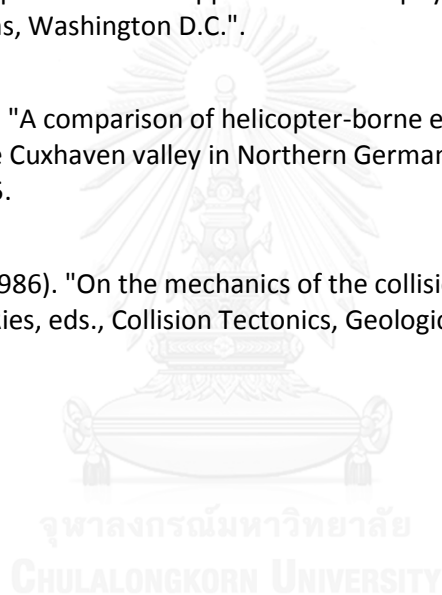 ns, Washington D.C.".
"A comparison of helicopter-borne e
Cuxhaven valley in Northern German
986). "On the mechanics of the collisi
ies, eds., Collision Tectonics, Geologic
จุฬาลงกรณ์มหาวิทยาลัย
CHULALONGKORN UNIVERSITY